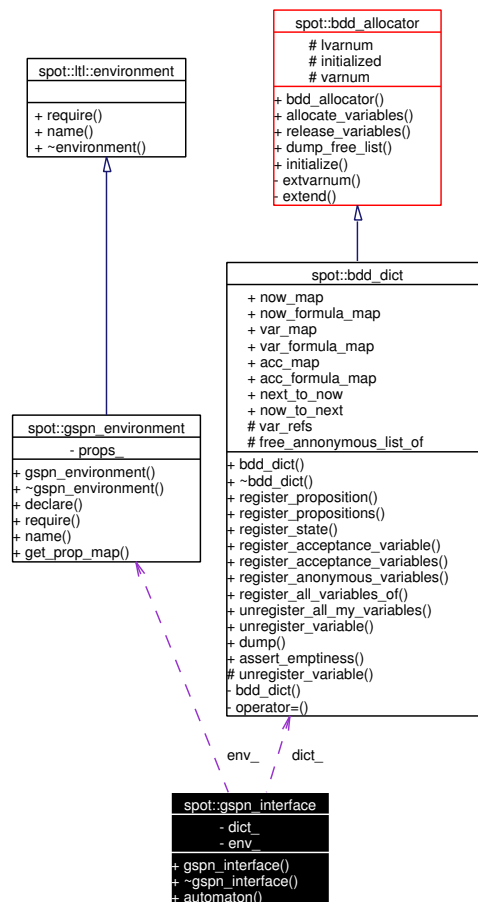 spot::bdd_allocator
# lvarnum
# initialized
# varnum
+ bdd_allocator()
+ allocate_variables()
+ release_variables()
+ dump_free_list()
+ initialize()
- extvarnum()
- extend()
spot::ltl::environment
+ require()
+ name()
+ ~environment()
spot::bdd_dict
+ now_map
+ now_formula_map
+ var_map
+ var_formula_map
+ acc_map
+ acc_formula_map
+ next_to_now
+ now_to_next
# var_refs
# free_annonymous_list_of
+ bdd_dict()
+ ~bdd_dict()
+ register_proposition()
+ register_propositions()
+ register_state()
+ register_acceptance_variable()
+ register_acceptance_variables()
+ register_anonymous_variables()
+ register_all_variables_of()
+ unregister_all_my_variables()
+ unregister_variable()
+ dump()
+ assert_emptiness()
# unregister_variable()
- bdd_dict()
- operator=()
spot::gspn_environment
- props_
+ gspn_environment()
+ ~gspn_environment()
+ declare()
+ require()
+ name()
+ get_prop_map()
env_
dict_
spot::gspn_interface
- dict_
- env_
+ gspn_interface()
+ ~gspn_interface()
+ automaton()